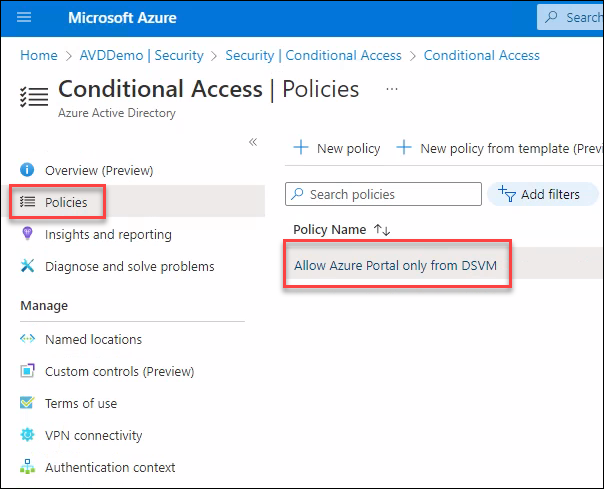 Microsoft Azure
Search
Home > AVDDemo | Security > Security | Conditional Access > Conditional Access
Conditional Access | Policies ...
Azure Active Directory
«
Overview (Preview)
Policies
Insights and reporting
Diagnose and solve problems
Manage
Named locations
Custom controls (Preview)
Terms of use
VPN connectivity
Authentication context
+ New policy + New policy from template (Previ
Search policies
Add filters
Policy Name ↑↓
Allow Azure Portal only from DSVM